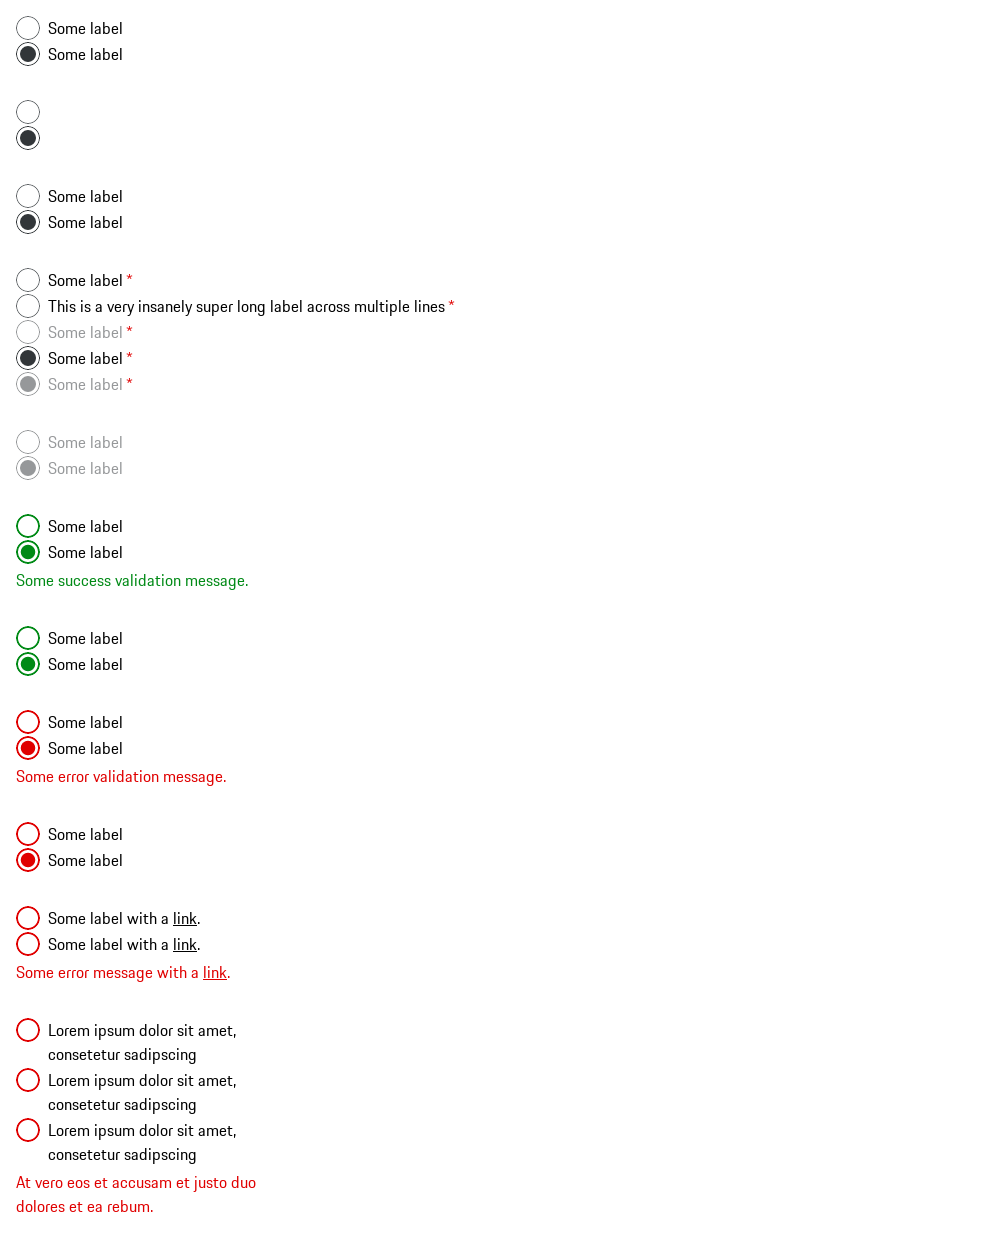 Some label
Some label
Some label
Some label
Some label *
This is a very insanely super long label across multiple lines *
Some label *
Some label *
Some label *
Some label
Some label
Some label
Some label
Some success validation message.
Some label
Some label
Some label
Some label
Some error validation message.
Some label
Some label
Some label with a link.
Some label with a link.
Some error message with a link.
Lorem ipsum dolor sit amet,
consetetur sadipscing
Lorem ipsum dolor sit amet,
consetetur sadipscing
Lorem ipsum dolor sit amet,
consetetur sadipscing
At vero eos et accusam et justo duo
dolores et ea rebum.